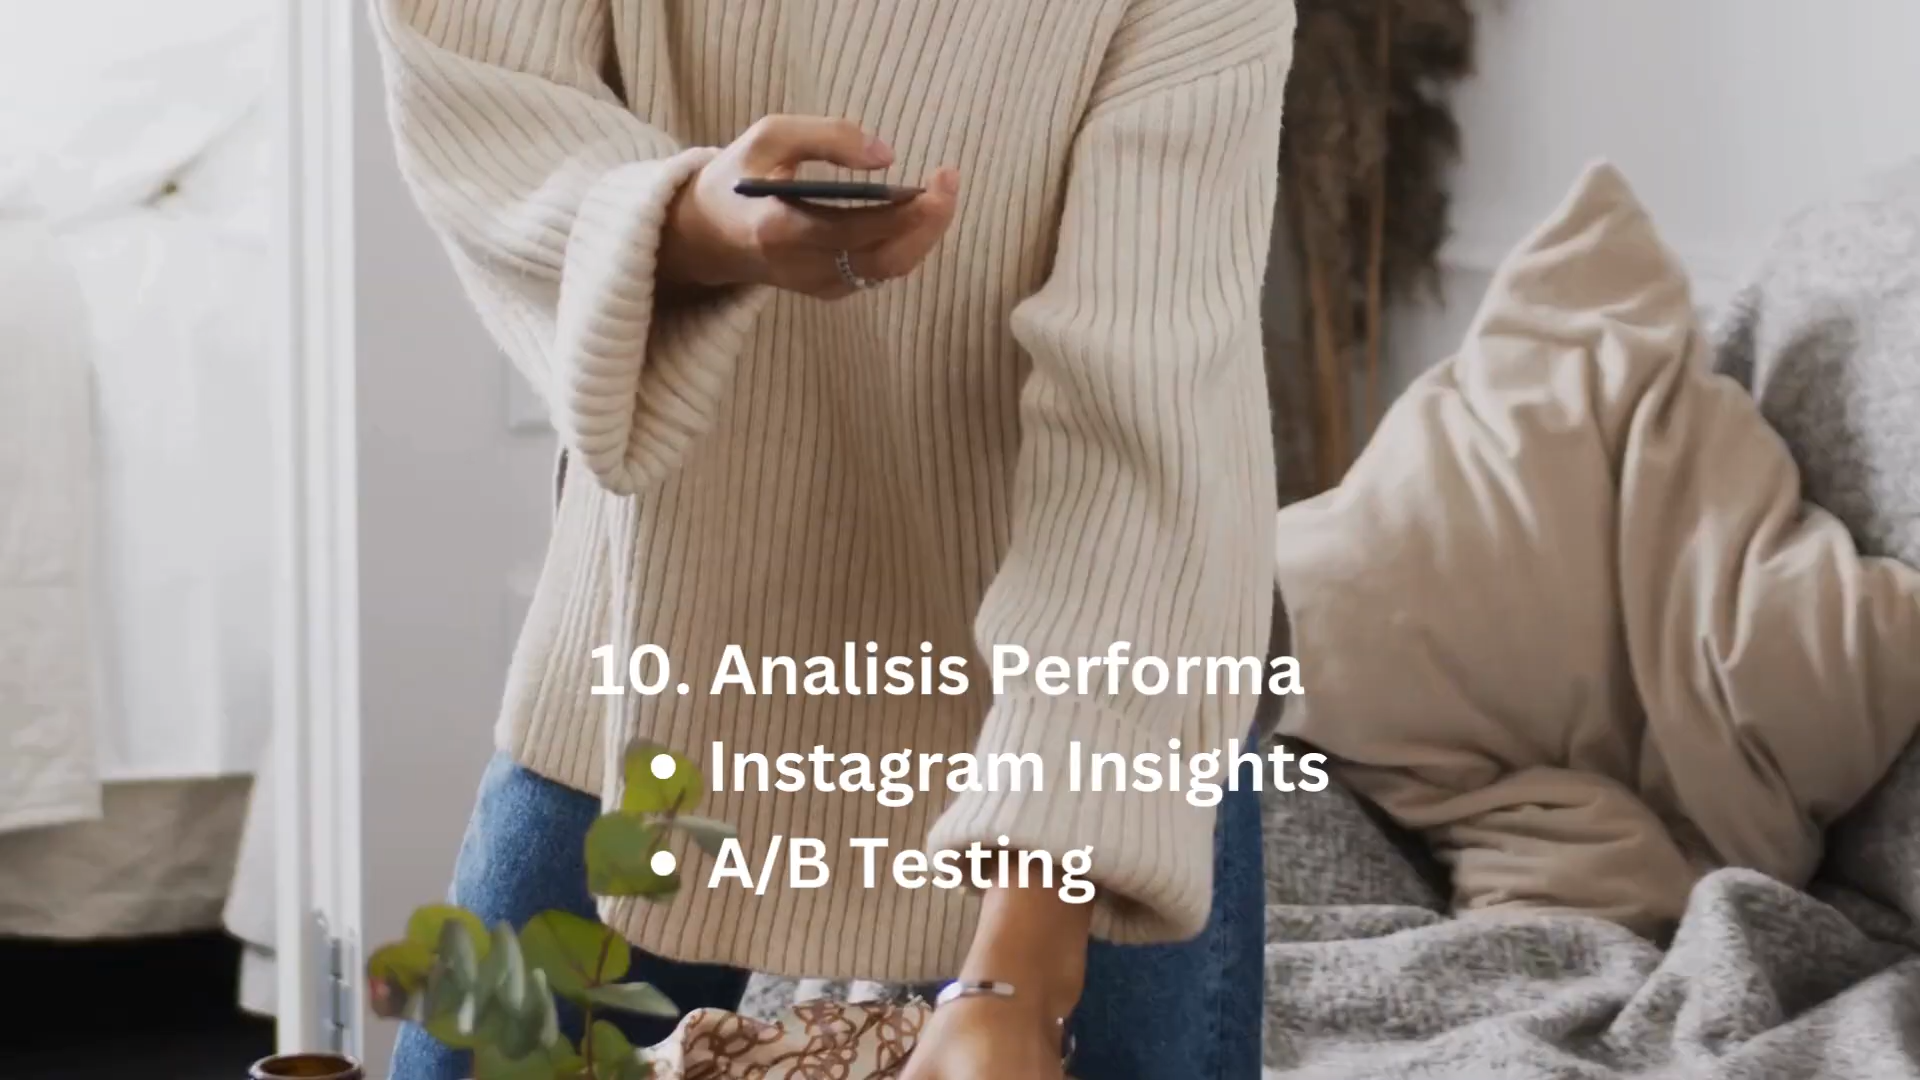 10. Analisis Performa
• Instagram Insights
• A/B Testing